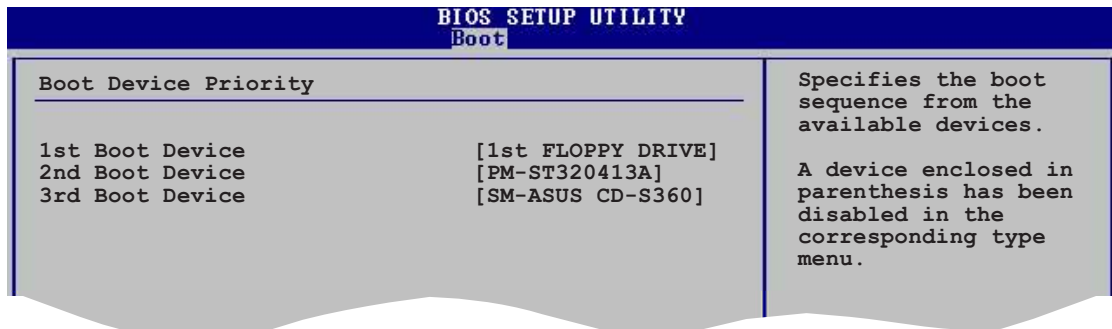 BIOS SETUP UTILITY
Boot
Boot Device Priority
1st Boot Device [1st FLOPPY DRIVE]
2nd Boot Device [PM-ST320413A]
3rd Boot Device [SM-ASUS CD-S360]
Specifies the boot
sequence from the
available devices.
A device enclosed in
parenthesis has been
disabled in the
corresponding type
menu.